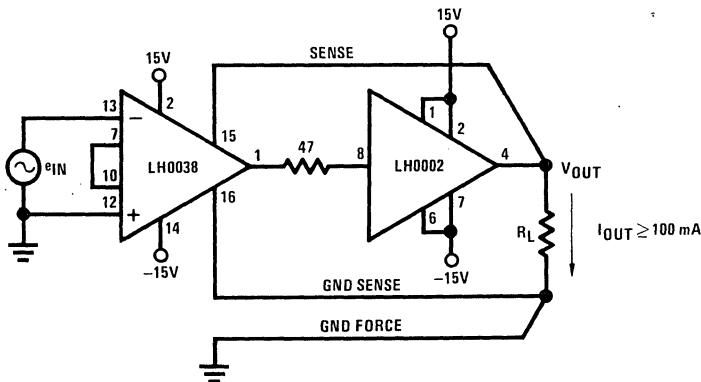 15V
15V
SENSE
13
2
7
15
47
1
2
eIN
LH0038
1
8
LH0002
4
VOUT
10
12
16
14
6
7
RL
IOUT ≥ 100 mA
−
+
−15V
−15V
GND SENSE
GND FORCE